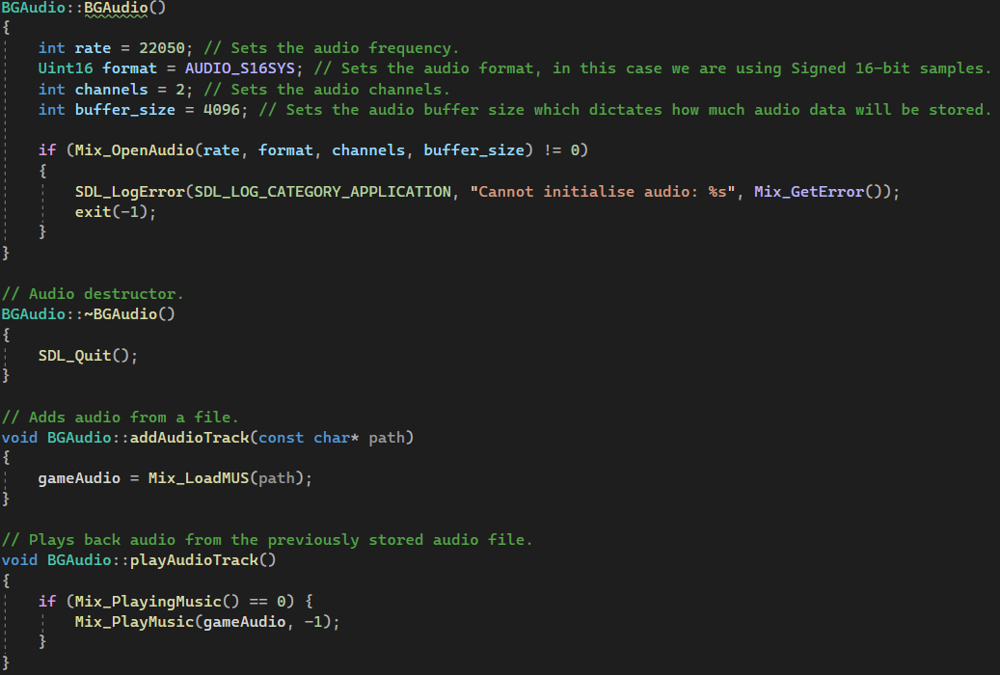 BGAudio::BGAudio()
{
    int rate = 22050; // Sets the audio frequency.
    Uint16 format = AUDIO_S16SYS; // Sets the audio format, in this case we are using Signed 16-bit samples.
    int channels = 2; // Sets the audio channels.
    int buffer_size = 4096; // Sets the audio buffer size which dictates how much audio data will be stored.

    if (Mix_OpenAudio(rate, format, channels, buffer_size) != 0)
    {
        SDL_LogError(SDL_LOG_CATEGORY_APPLICATION, "Cannot initialise audio: %s", Mix_GetError());
        exit(-1);
    }
}

// Audio destructor.
BGAudio::~BGAudio()
{
    SDL_Quit();
}

// Adds audio from a file.
void BGAudio::addAudioTrack(const char* path)
{
    gameAudio = Mix_LoadMUS(path);
}

// Plays back audio from the previously stored audio file.
void BGAudio::playAudioTrack()
{
    if (Mix_PlayingMusic() == 0) {
        Mix_PlayMusic(gameAudio, -1);
    }
}